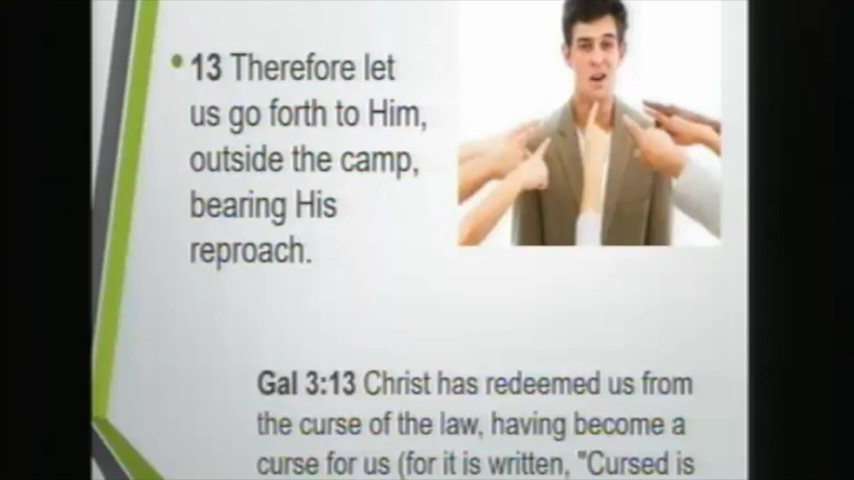 • 13 Therefore let
us go forth to Him,
outside the camp,
bearing His
reproach.
Gal 3:13 Christ has redeemed us from
the curse of the law, having become a
curse for us (for it is written, "Cursed is